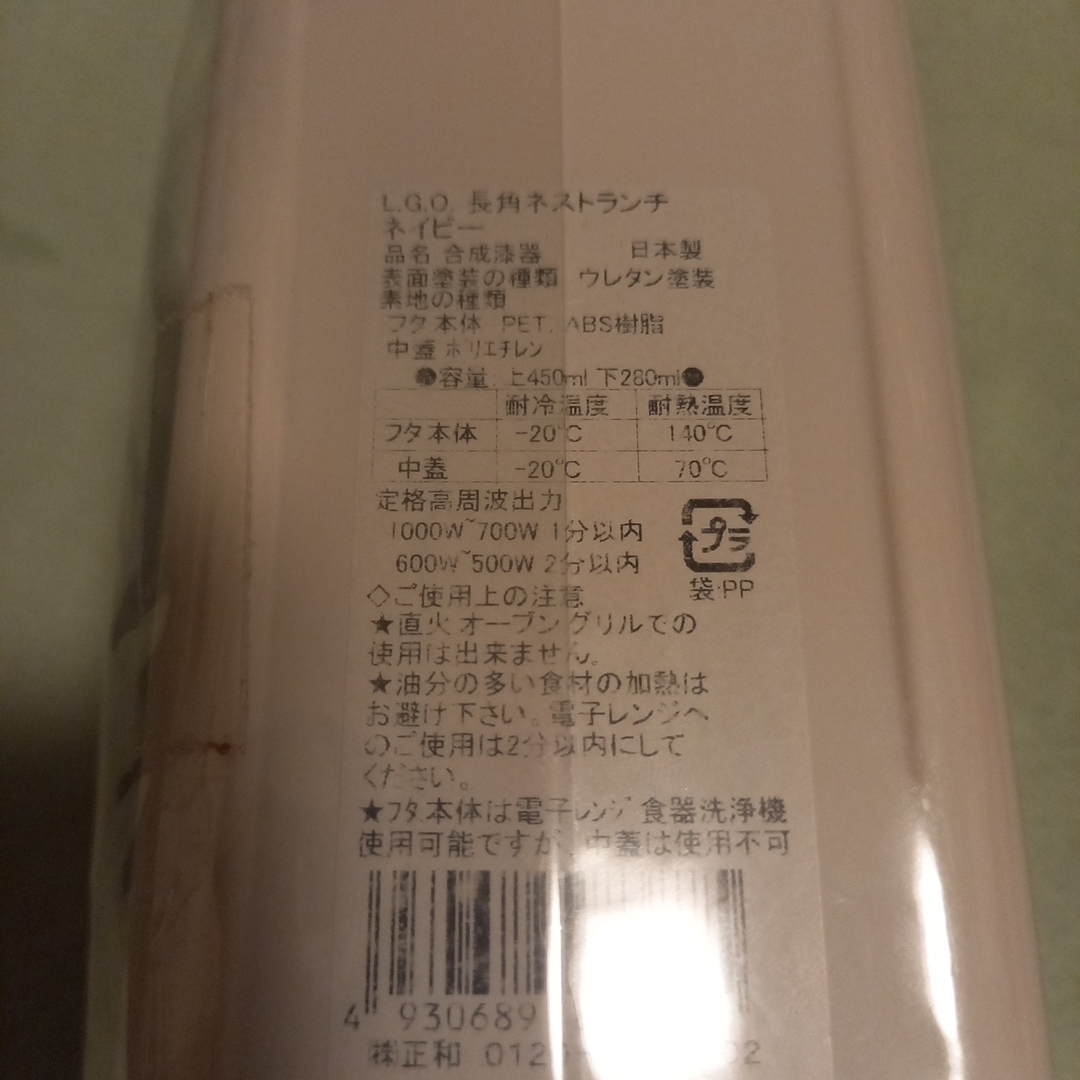 L.G.O. 長角ネストランチ
ネイビー
品名 合成漆器 日本製
表面塗装の種類 ウレタン塗装
素地の種類
フタ 本体 PET. ABS樹脂
中蓋 ポリエチレン
●容量 上450ml 下280ml●
耐冷温度 耐熱温度
フタ本体 -20℃ 140℃
中蓋 -20℃ 70℃
定格高周波出力
1000W~700W 1分以内
600W~500W 2分以内
プラ
袋:PP
◇ご使用上の注意
★直火 オーブン グリルでの
使用は出来ません。
★油分の多い食材の加熱は
お避け下さい。電子レンジへ
のご使用は2分以内にして
ください。
★フタ.本体は電子レンジ 食器洗浄機
使用可能ですが、中蓋は使用不可
4 930689
㈱正和 012